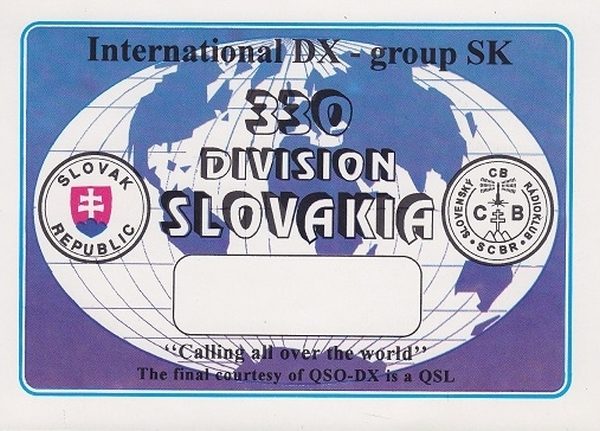 International DX - group SK
330
DIVISION
SLOVAKIA
SLOVAK
REPUBLIC
SLOVENSKÝ CB RÁDIOKLUB
C B
• SCBR •
“Calling all over the world”
The final courtesy of QSO-DX is a QSL